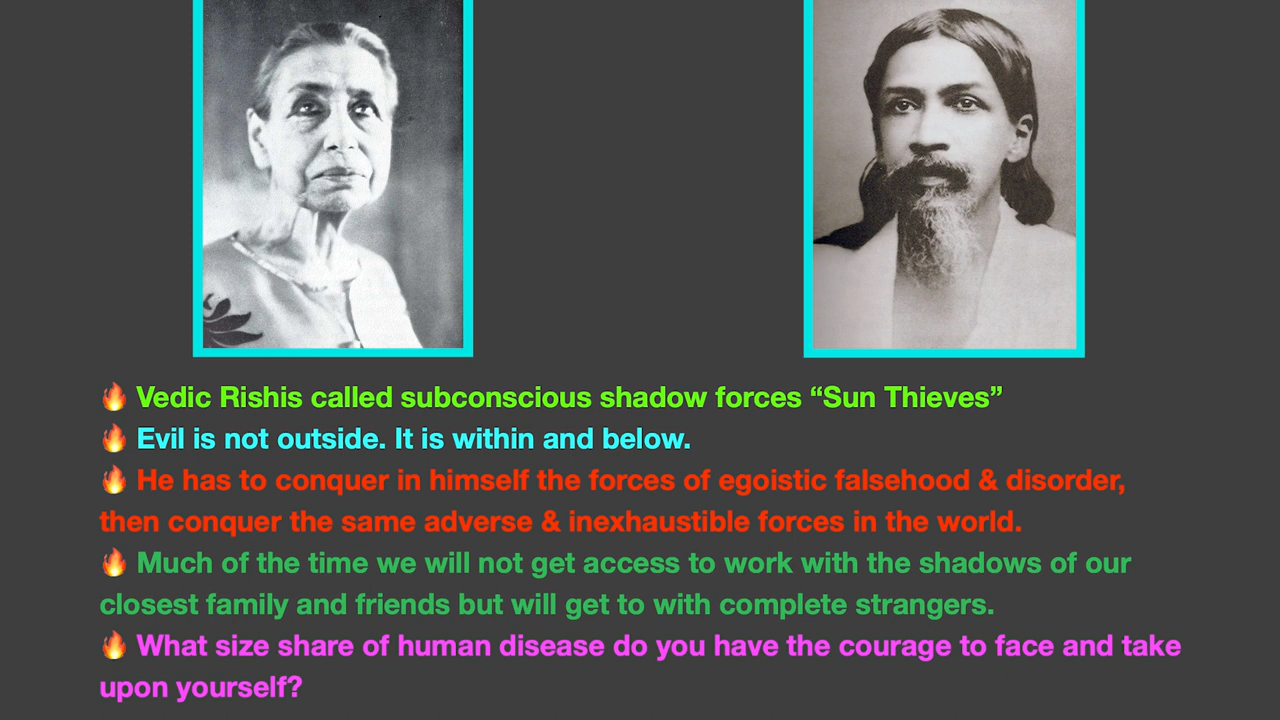 🔥 Vedic Rishis called subconscious shadow forces “Sun Thieves”
🔥 Evil is not outside. It is within and below.
🔥 He has to conquer in himself the forces of egoistic falsehood & disorder,
then conquer the same adverse & inexhaustible forces in the world.
🔥 Much of the time we will not get access to work with the shadows of our
closest family and friends but will get to with complete strangers.
🔥 What size share of human disease do you have the courage to face and take
upon yourself?